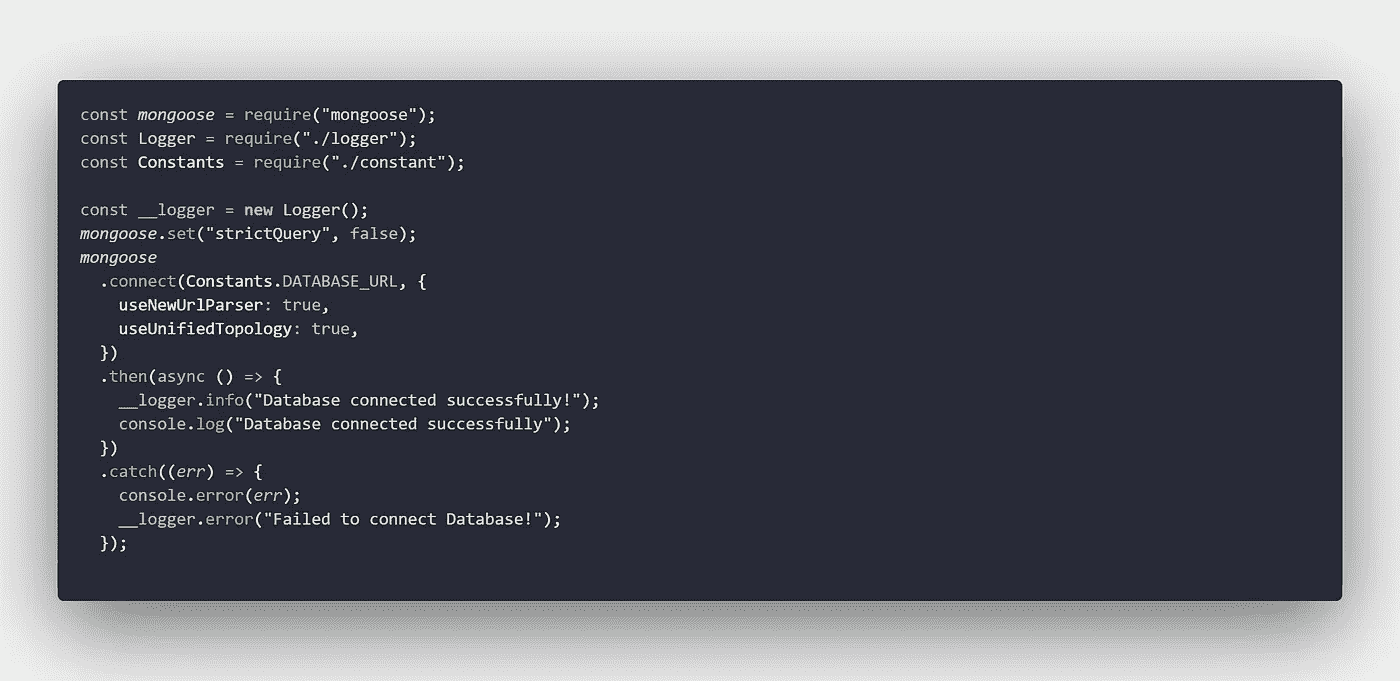 const mongoose = require("mongoose");
const Logger = require("./logger");
const Constants = require("./constant");

const __logger = new Logger();
mongoose.set("strictQuery", false);
mongoose
  .connect(Constants.DATABASE_URL, {
    useNewUrlParser: true,
    useUnifiedTopology: true,
  })
  .then(async () => {
    __logger.info("Database connected successfully!");
    console.log("Database connected successfully");
  })
  .catch((err) => {
    console.error(err);
    __logger.error("Failed to connect Database!");
  });